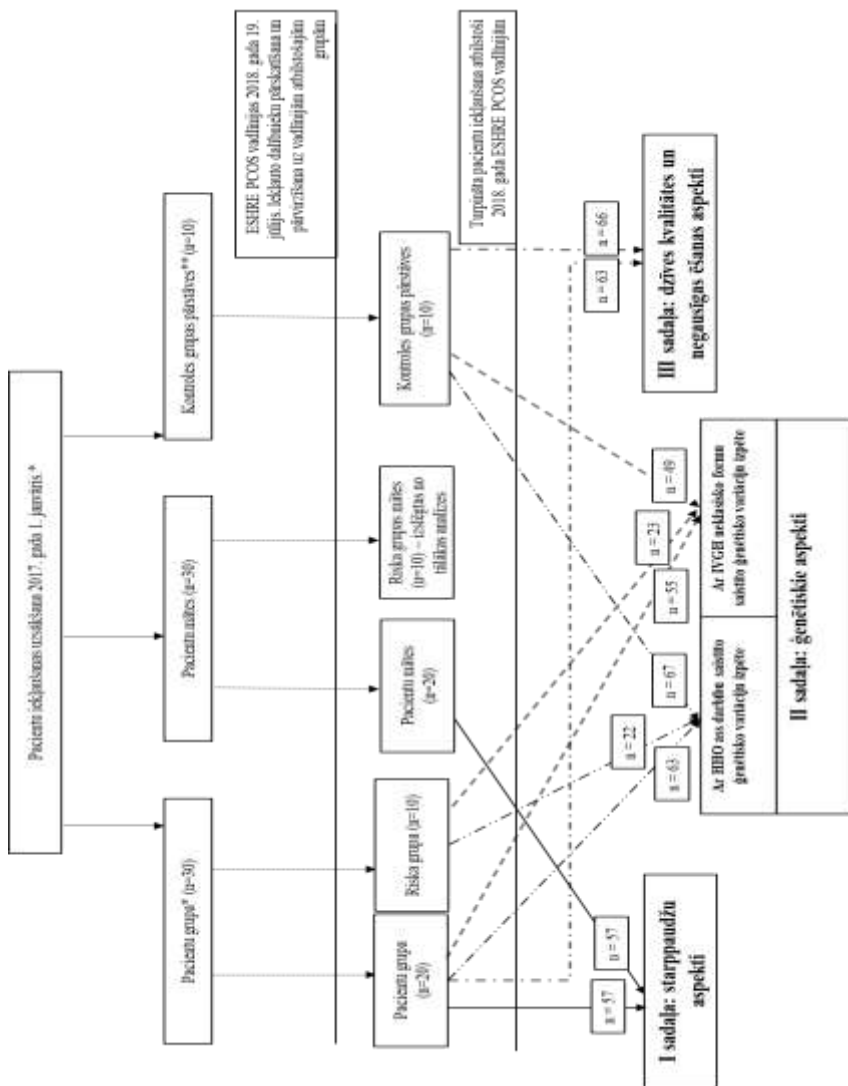 Pacientu iekļaušanas uzsākšana 2017. gada 1. janvāris.*
Pacientu grupa* (n=30)
Pacientu mātes (n=30)
Kontroles grupas pārstāves** (n=10)
ESHRE PCOS vadlīnijas 2018. gada 19.
jūlijs. Iekļauto dalībnieku pārskatīšana un
pārvirzīšana uz vadlīnijām atbilstošajām
grupām
Pacientu grupa
(n=20)
Riska grupa (n=10)
Pacientu mātes
(n=20)
Riska grupas mātes
(n=10) – izslēgtas no
tālākas analīzes
Kontroles grupas pārstāves
(n=10)
Turpināta pacientu iekļaušana atbilstoši
2018. gada ESHRE PCOS vadlīnijām
n = 57
n = 57
n = 63
n = 22
n = 67
n = 55
n = 23
n = 49
n = 63
n = 66
I sadaļa: starppaudžu
aspekti
Ar HHO ass darbību saistīto
ģenētisko variāciju izpēte
Ar IVGH neklasisko formu
saistīto ģenētisko variāciju izpēte
II sadaļa: ģenētiskie aspekti
III sadaļa: dzīves kvalitātes un
negausīgas ēšanas aspekti